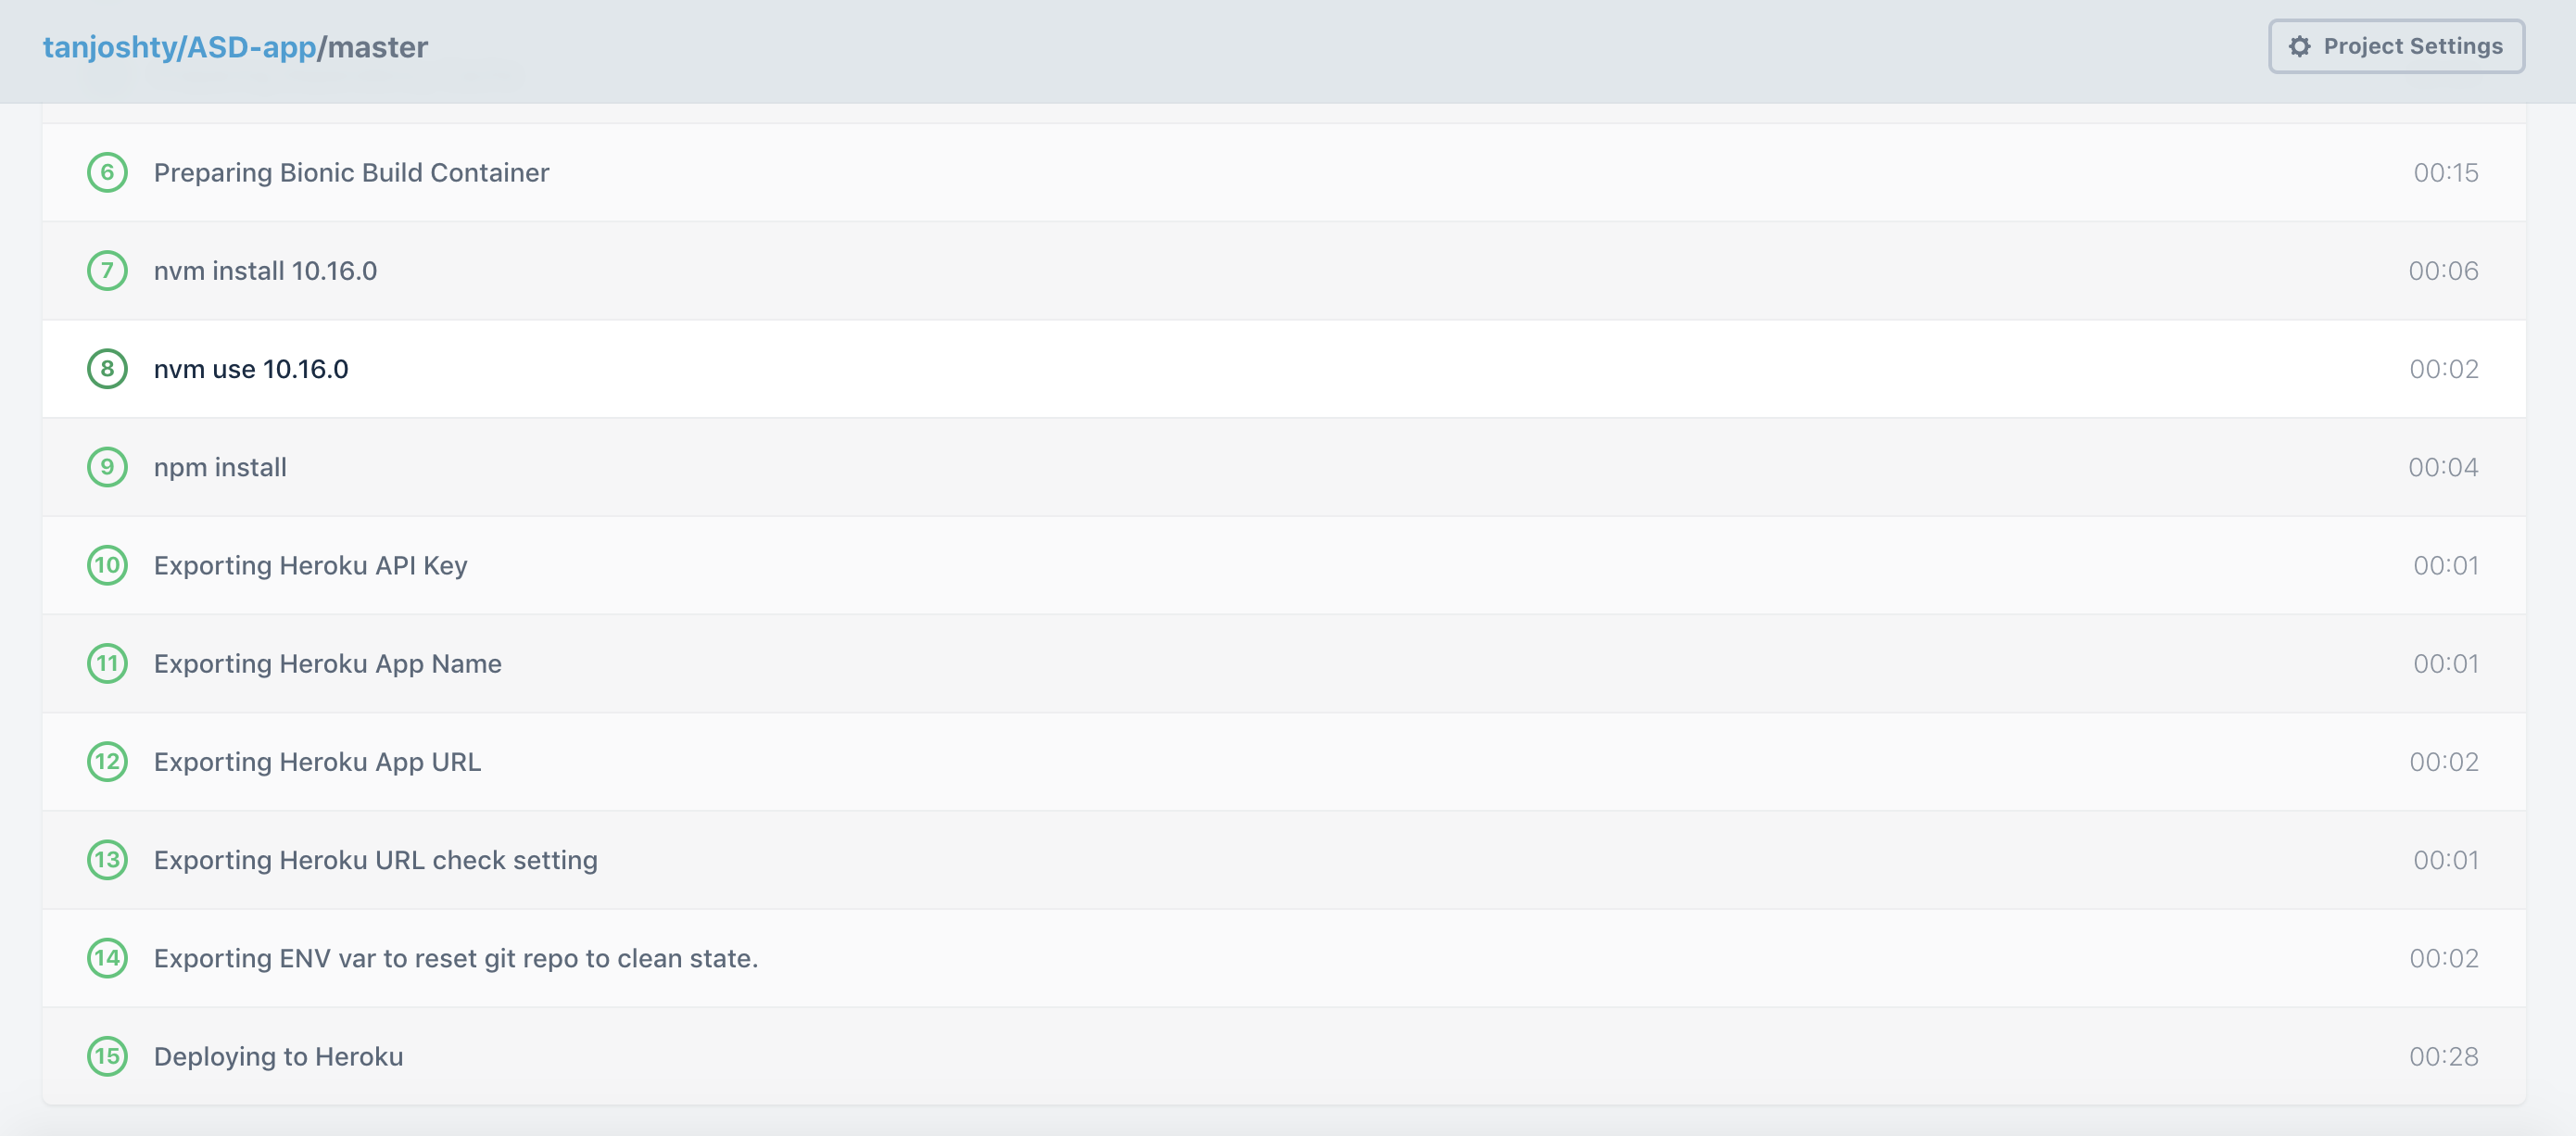 tanjoshty/ASD-app/master
Project Settings
6 Preparing Bionic Build Container 00:15
7 nvm install 10.16.0 00:06
8 nvm use 10.16.0 00:02
9 npm install 00:04
10 Exporting Heroku API Key 00:01
11 Exporting Heroku App Name 00:01
12 Exporting Heroku App URL 00:02
13 Exporting Heroku URL check setting 00:01
14 Exporting ENV var to reset git repo to clean state. 00:02
15 Deploying to Heroku 00:28